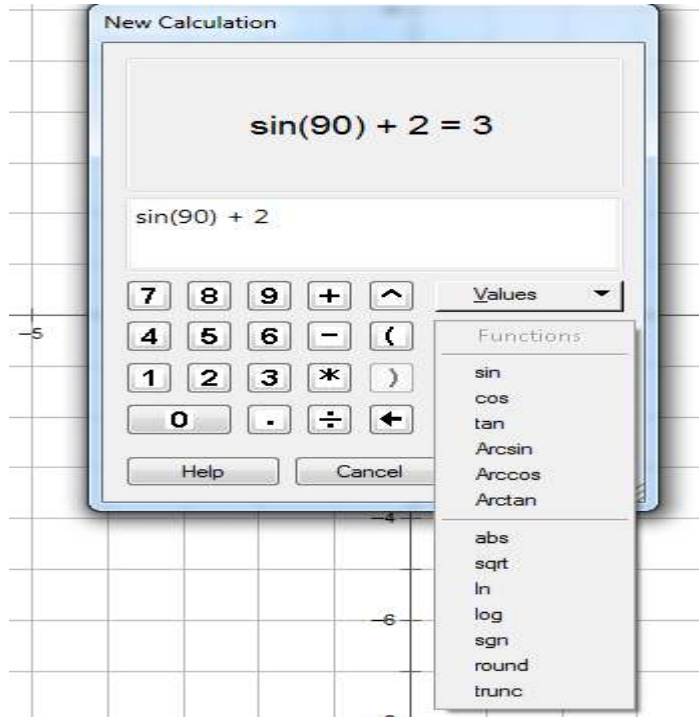 New Calculation
sin(90) + 2 = 3
sin(90) + 2
7 8 9 + ^ Values
-5
4 5 6 − (
Functions
1 2 3 * )
sin
cos
0 . ÷ ←
tan
Arcsin
Help Cancel
Arccos
Arctan
-4
abs
sqrt
ln
-6
log
sgn
round
trunc